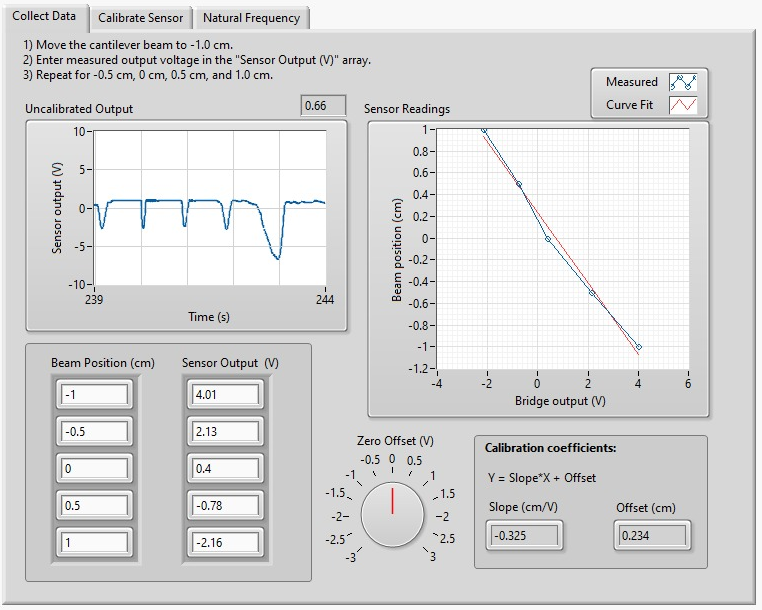 Collect Data
Calibrate Sensor
Natural Frequency
1) Move the cantilever beam to -1.0 cm.
2) Enter measured output voltage in the "Sensor Output (V)" array.
3) Repeat for -0.5 cm, 0 cm, 0.5 cm, and 1.0 cm.
Uncalibrated Output
0.66
Sensor output (V)
10
5
0
-5
-10
239
244
Time (s)
Sensor Readings
Measured
Curve Fit
Beam position (cm)
1
0.8
0.6
0.4
0.2
0
-0.2
-0.4
-0.6
-0.8
-1
-1.2
-4
-2
0
2
4
6
Bridge output (V)
Beam Position (cm)
Sensor Output (V)
-1
4.01
-0.5
2.13
0
0.4
0.5
-0.78
1
-2.16
Zero Offset (V)
-3
-2.5
-2
-1.5
-1
-0.5
0
0.5
1
1.5
2
2.5
3
Calibration coefficients:
Y = Slope*X + Offset
Slope (cm/V)
Offset (cm)
-0.325
0.234